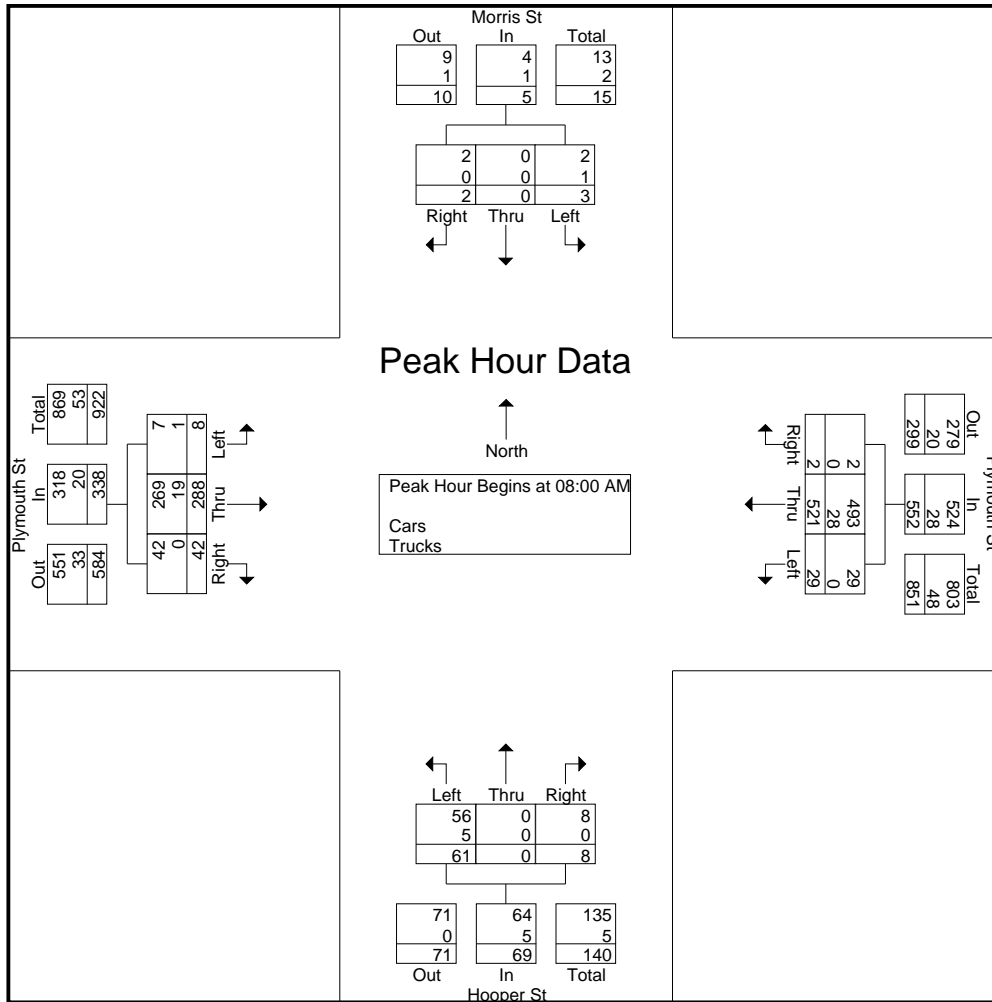 Morris St
Out In Total
9 4 13
1 1 2
10 5 15
2 0 2
0 0 1
2 0 3
Right Thru Left
Peak Hour Data
North
Peak Hour Begins at 08:00 AM
Cars
Trucks
Plymouth St
Out In Total
551 318 869
33 20 53
584 338 922
Right Thru Left
42 269 7
0 19 1
42 288 8
Plymouth St
Out In Total
279 524 803
20 28 48
299 552 851
2 493 29
0 28 0
2 521 29
Right Thru Left
Left Thru Right
56 0 8
5 0 0
61 0 8
71 64 135
0 5 5
71 69 140
Out In Total
Hooper St